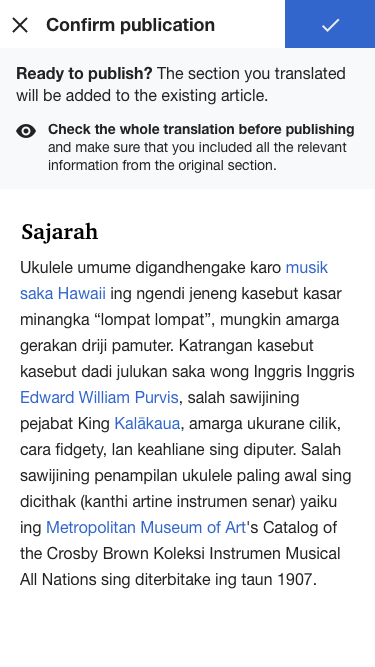 Confirm publication
Ready to publish? The section you translated
will be added to the existing article.
Check the whole translation before publishing
and make sure that you included all the relevant
information from the original section.
Sajarah
Ukulele umume digandhengake karo musik
saka Hawaii ing ngendi jeneng kasebut kasar
minangka “lompat lompat”, mungkin amarga
gerakan driji pamuter. Katrangan kasebut
kasebut dadi julukan saka wong Inggris Inggris
Edward William Purvis, salah sawijining
pejabat King Kalākaua, amarga ukurane cilik,
cara fidgety, lan keahliane sing diputer. Salah
sawijining penampilan ukulele paling awal sing
dicithak (kanthi artine instrumen senar) yaiku
ing Metropolitan Museum of Art's Catalog of
the Crosby Brown Koleksi Instrumen Musical
All Nations sing diterbitake ing taun 1907.